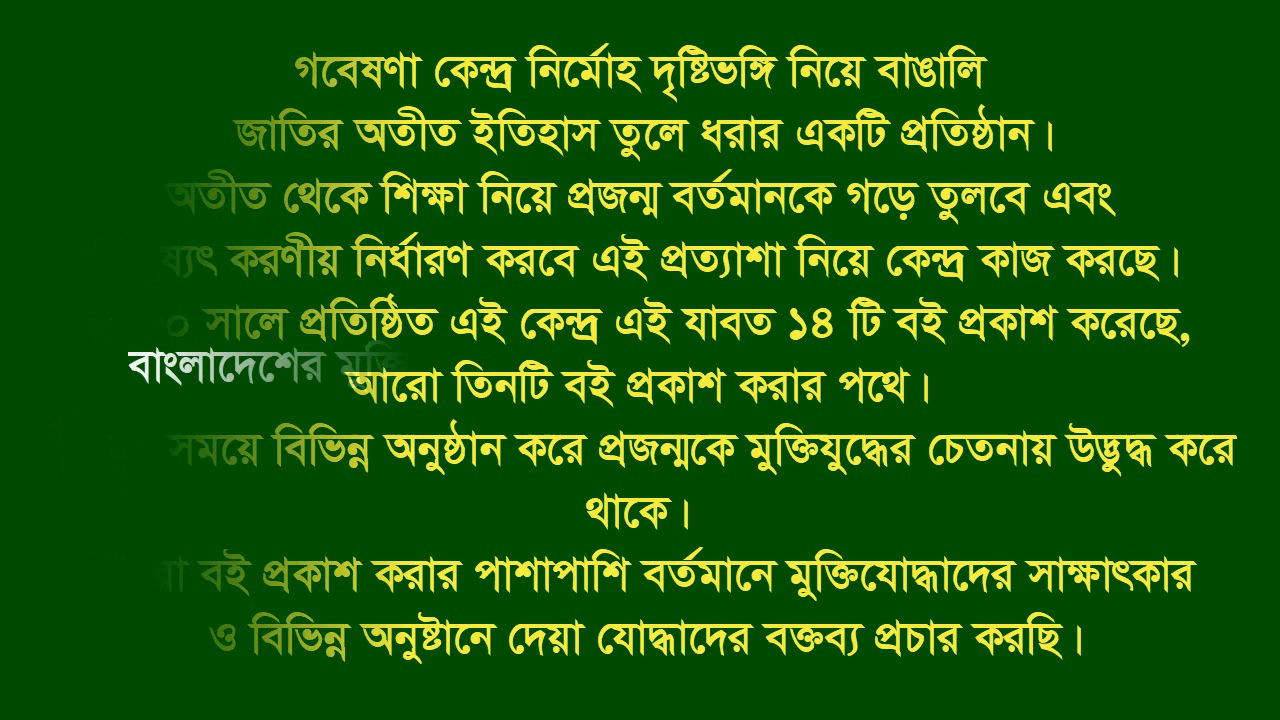 গবেষণা কেন্দ্র নির্মোহ দৃষ্টিভঙ্গি নিয়ে বাঙালি
জাতির অতীত ইতিহাস তুলে ধরার একটি প্রতিষ্ঠান।
অতীত থেকে শিক্ষা নিয়ে প্রজন্ম বর্তমানকে গড়ে তুলবে এবং
করণীয় নির্ধারণ করবে এই প্রত্যাশা নিয়ে কেন্দ্র কাজ করছে।
সালে প্রতিষ্ঠিত এই কেন্দ্র এই যাবত ১৪ টি বই প্রকাশ করেছে,
বাংলাদেশের
আরো তিনটি বই প্রকাশ করার পথে।
সময়ে বিভিন্ন অনুষ্ঠান করে প্রজন্মকে মুক্তিযুদ্ধের চেতনায় উদ্ভুদ্ধ করে
থাকে।
বই প্রকাশ করার পাশাপাশি বর্তমানে মুক্তিযোদ্ধাদের সাক্ষাৎকার
ও বিভিন্ন অনুষ্টানে দেয়া যোদ্ধাদের বক্তব্য প্রচার করছি।